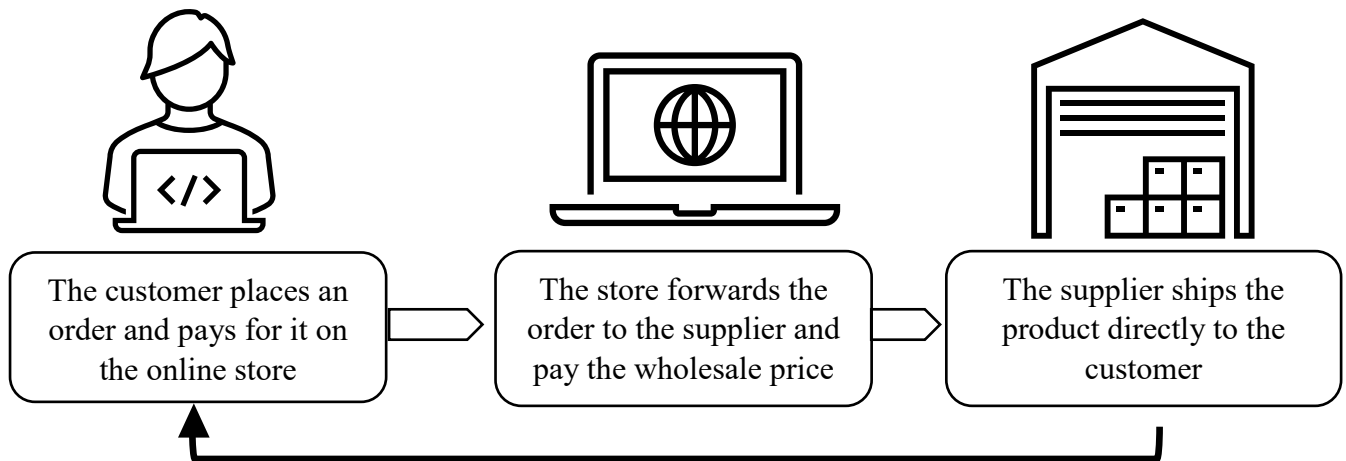 </>
The customer places an
order and pays for it on
the online store
The store forwards the
order to the supplier and
pay the wholesale price
The supplier ships the
product directly to the
customer